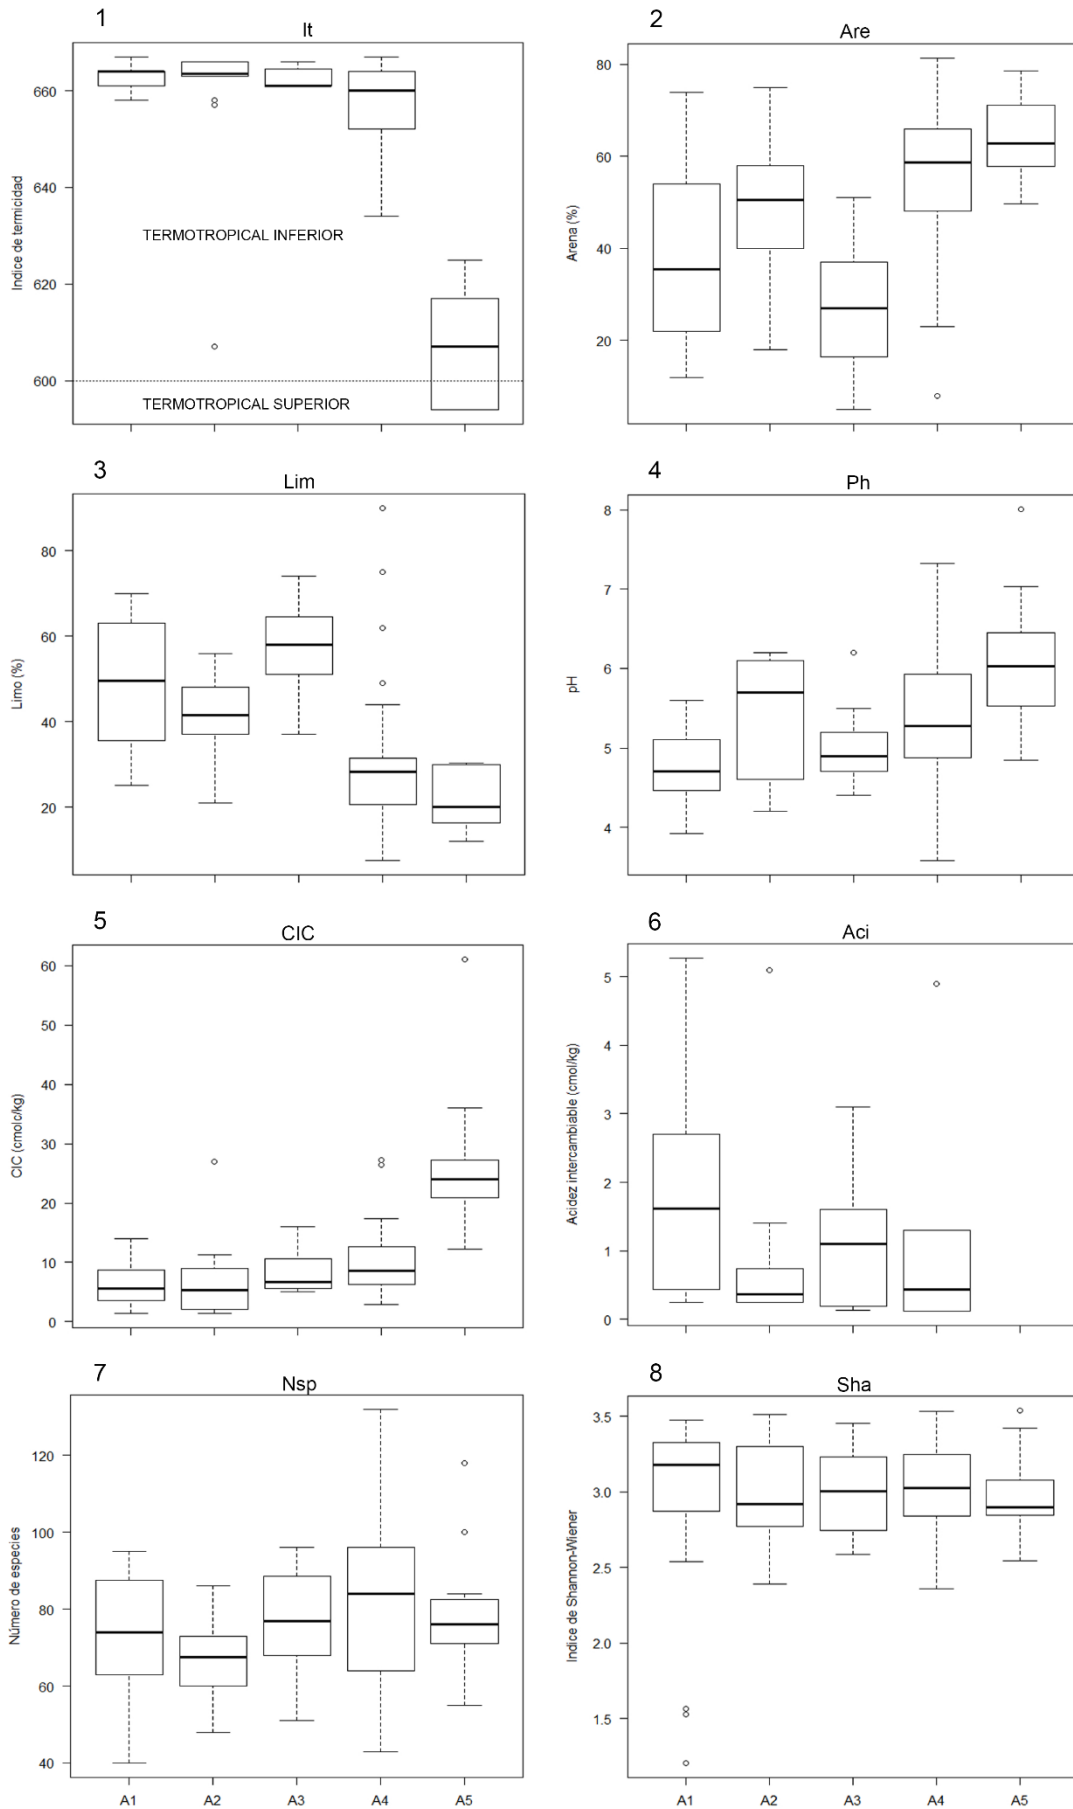 1
It
Indice de termicidad
660
640
620
600
TERMOTROPICAL INFERIOR
TERMOTROPICAL SUPERIOR
2
Are
Arena (%)
80
60
40
20
3
Lim
Limo (%)
80
60
40
20
4
Ph
pH
8
7
6
5
4
5
CIC
CIC (cmolc/kg)
60
50
40
30
20
10
0
6
Aci
Acidez intercambiable (cmol/kg)
5
4
3
2
1
0
7
Nsp
Número de especies
120
100
80
60
40
A1 A2 A3 A4 A5
8
Sha
Indice de Shannon-Wiener
3.5
3.0
2.5
2.0
1.5
A1 A2 A3 A4 A5